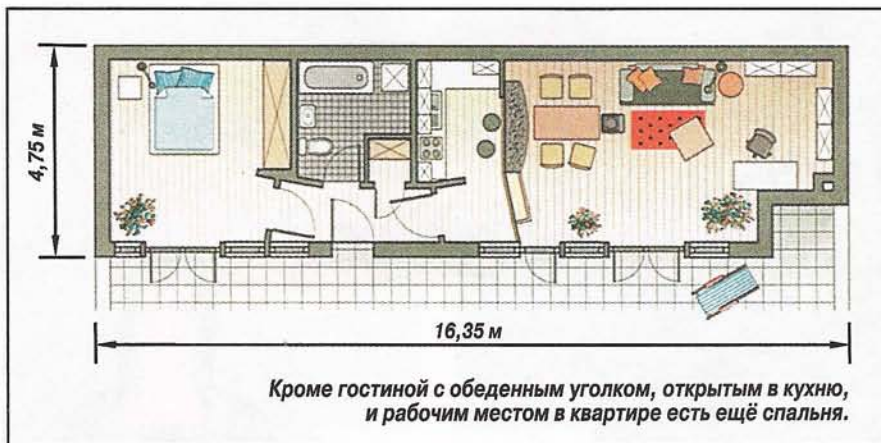 4,75 м
16,35 м
Кроме гостиной с обеденным уголком, открытым в кухню,
и рабочим местом в квартире есть ещё спальня.